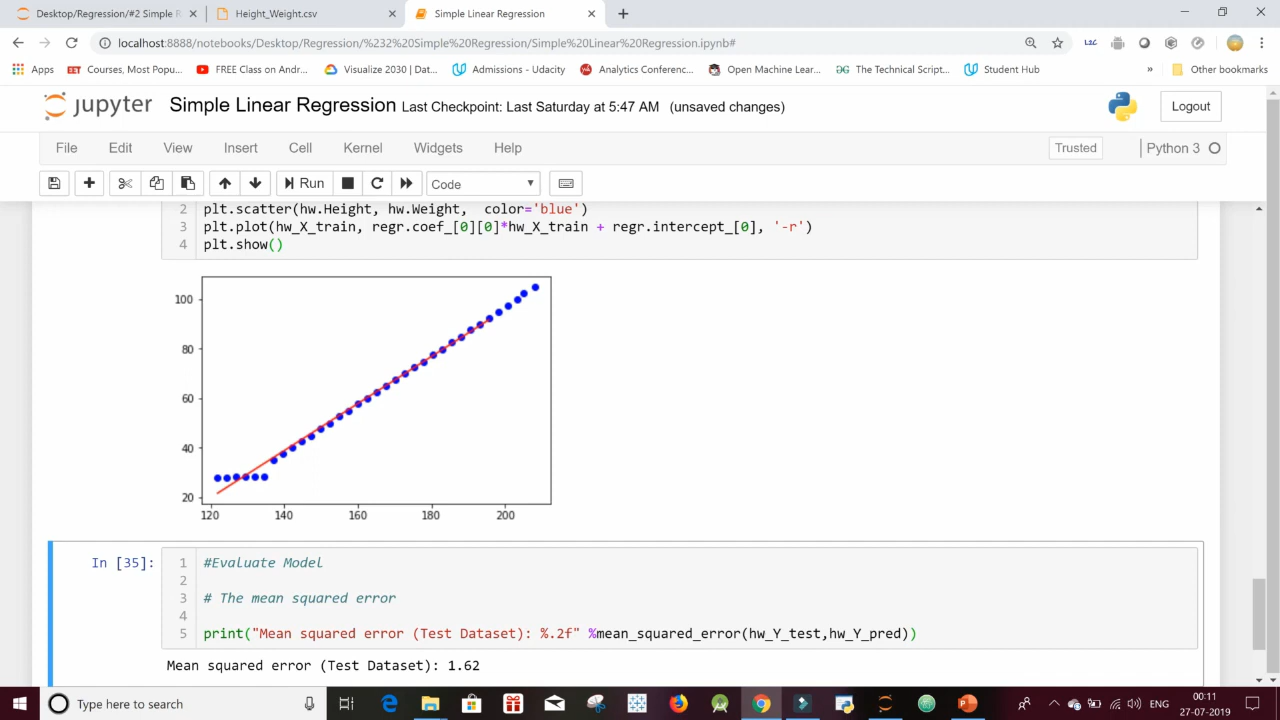 Desktop/Regression/#2 Simple R
Height_Weight.csv
Simple Linear Regression
localhost:8888/notebooks/Desktop/Regression/%232%20Simple%20Regression/Simple%20Linear%20Regression.ipynb#
Apps
Courses, Most Popu...
FREE Class on Andr...
Visualize 2030 | Dat...
Admissions - Udacity
Analytics Conferenc...
Open Machine Lear...
The Technical Script...
Student Hub
»
Other bookmarks
jupyter Simple Linear Regression Last Checkpoint: Last Saturday at 5:47 AM (unsaved changes)
Logout
File Edit View Insert Cell Kernel Widgets Help
Trusted
Python 3
Run
Code
2 plt.scatter(hw.Height, hw.Weight,  color='blue')
3 plt.plot(hw_X_train, regr.coef_[0][0]*hw_X_train + regr.intercept_[0], '-r')
4 plt.show()
100
80
60
40
20
120 140 160 180 200
In [35]:
1 #Evaluate Model
2
3 # The mean squared error
4
5 print("Mean squared error (Test Dataset): %.2f" %mean_squared_error(hw_Y_test,hw_Y_pred))
Mean squared error (Test Dataset): 1.62
Type here to search
ENG
00:11
27-07-2019